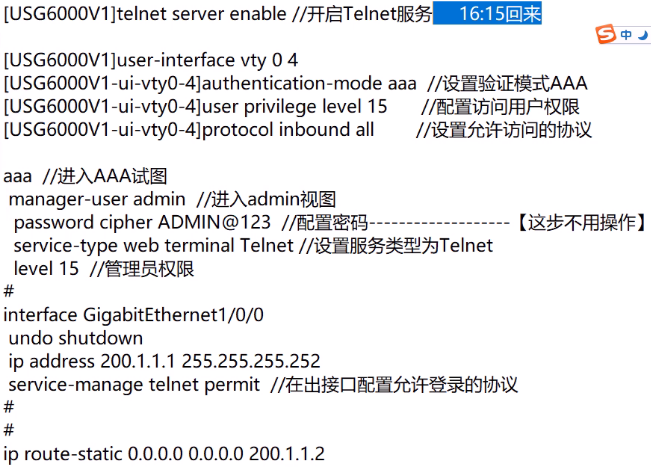 [USG6000V1]telnet server enable //开启Telnet服务 16:15回来
中
[USG6000V1]user-interface vty 0 4
[USG6000V1-ui-vty0-4]authentication-mode aaa //设置验证模式AAA
[USG6000V1-ui-vty0-4]user privilege level 15 //配置访问用户权限
[USG6000V1-ui-vty0-4]protocol inbound all //设置允许访问的协议
aaa //进入AAA试图
manager-user admin //进入admin视图
password cipher ADMIN@123 //配置密码-------------------【这步不用操作】
service-type web terminal Telnet //设置服务类型为Telnet
level 15 //管理员权限
#
interface GigabitEthernet1/0/0
undo shutdown
ip address 200.1.1.1 255.255.255.252
service-manage telnet permit //在出接口配置允许登录的协议
#
#
ip route-static 0.0.0.0 0.0.0.0 200.1.1.2